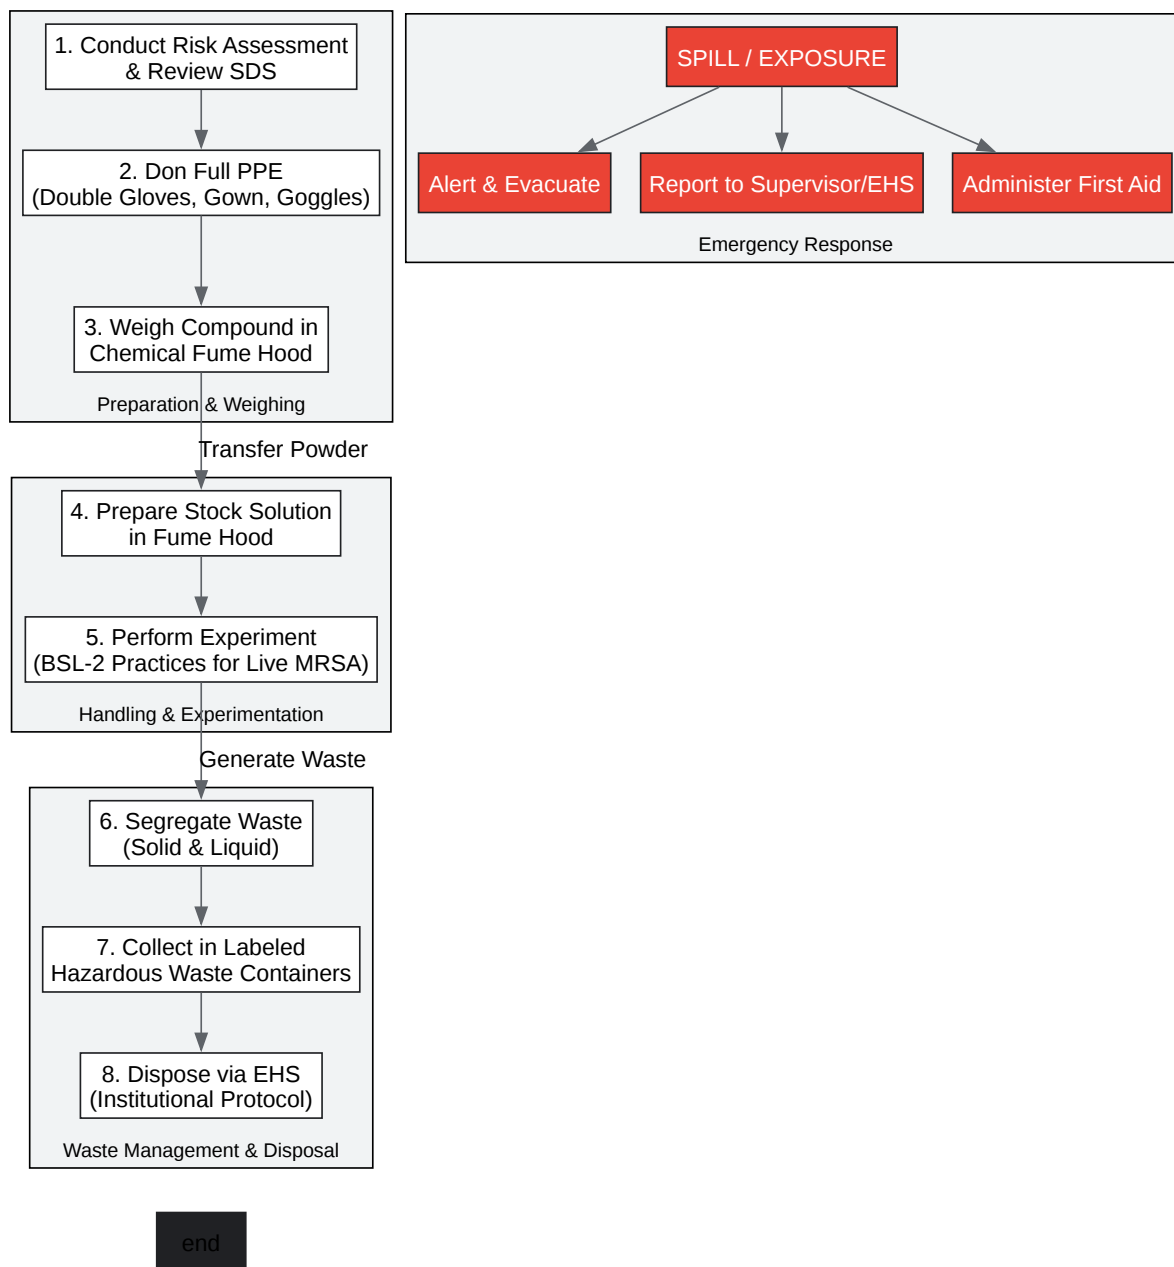 1. Conduct Risk Assessment
& Review SDS
2. Don Full PPE
(Double Gloves, Gown, Goggles)
3. Weigh Compound in
Chemical Fume Hood
Preparation & Weighing
Transfer Powder
4. Prepare Stock Solution
in Fume Hood
5. Perform Experiment
(BSL-2 Practices for Live MRSA)
Handling & Experimentation
Generate Waste
6. Segregate Waste
(Solid & Liquid)
7. Collect in Labeled
Hazardous Waste Containers
8. Dispose via EHS
(Institutional Protocol)
Waste Management & Disposal
end
SPILL / EXPOSURE
Alert & Evacuate
Report to Supervisor/EHS
Administer First Aid
Emergency Response